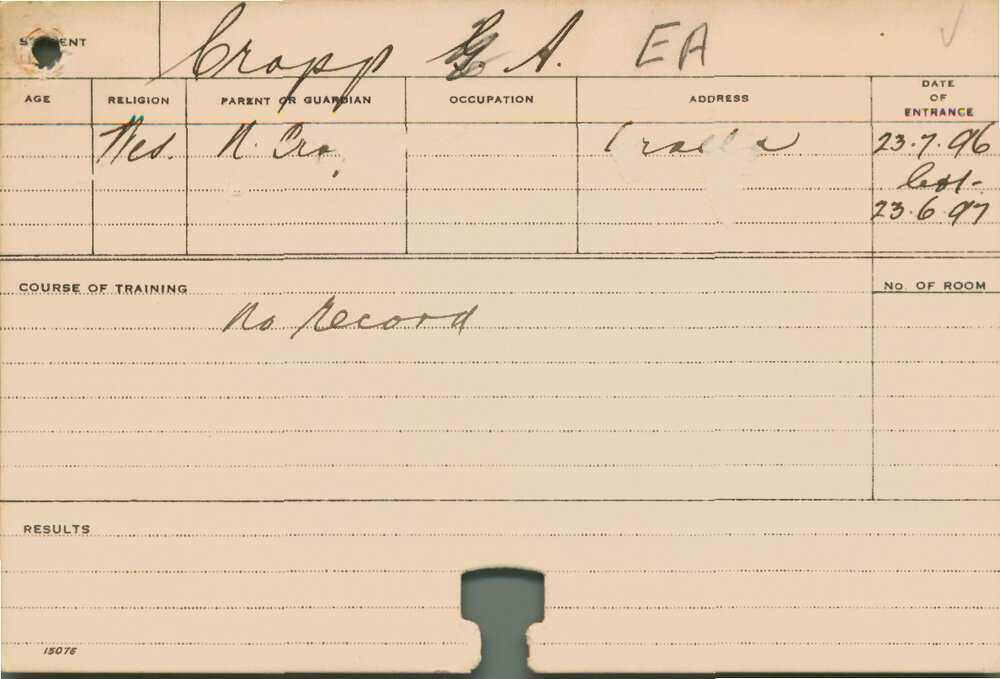 STUDENT Cropp E A. EA
AGE RELIGION PARENT OR GUARDIAN OCCUPATION ADDRESS DATE OF ENTRANCE
Wes. N. Cro 23.7.96
23.6.97
COURSE OF TRAINING No. OF ROOM
No Record
RESULTS
15076